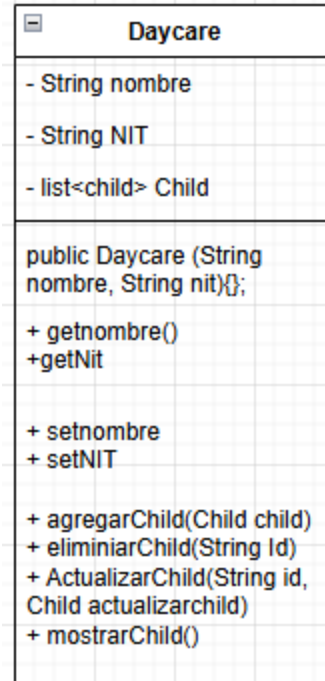 Daycare
- String nombre
- String NIT
- list<child> Child
public Daycare (String
nombre, String nit){};
+ getnombre()
+getNit
+ setnombre
+ setNIT
+ agregarChild(Child child)
+ eliminiarChild(String Id)
+ ActualizarChild(String id,
Child actualizarchild)
+ mostrarChild()